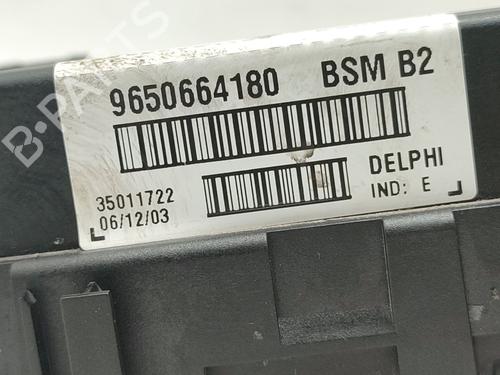 9650664180 BSM B2
35011722 DELPHI
06/12/03 IND: E
B-PARTS